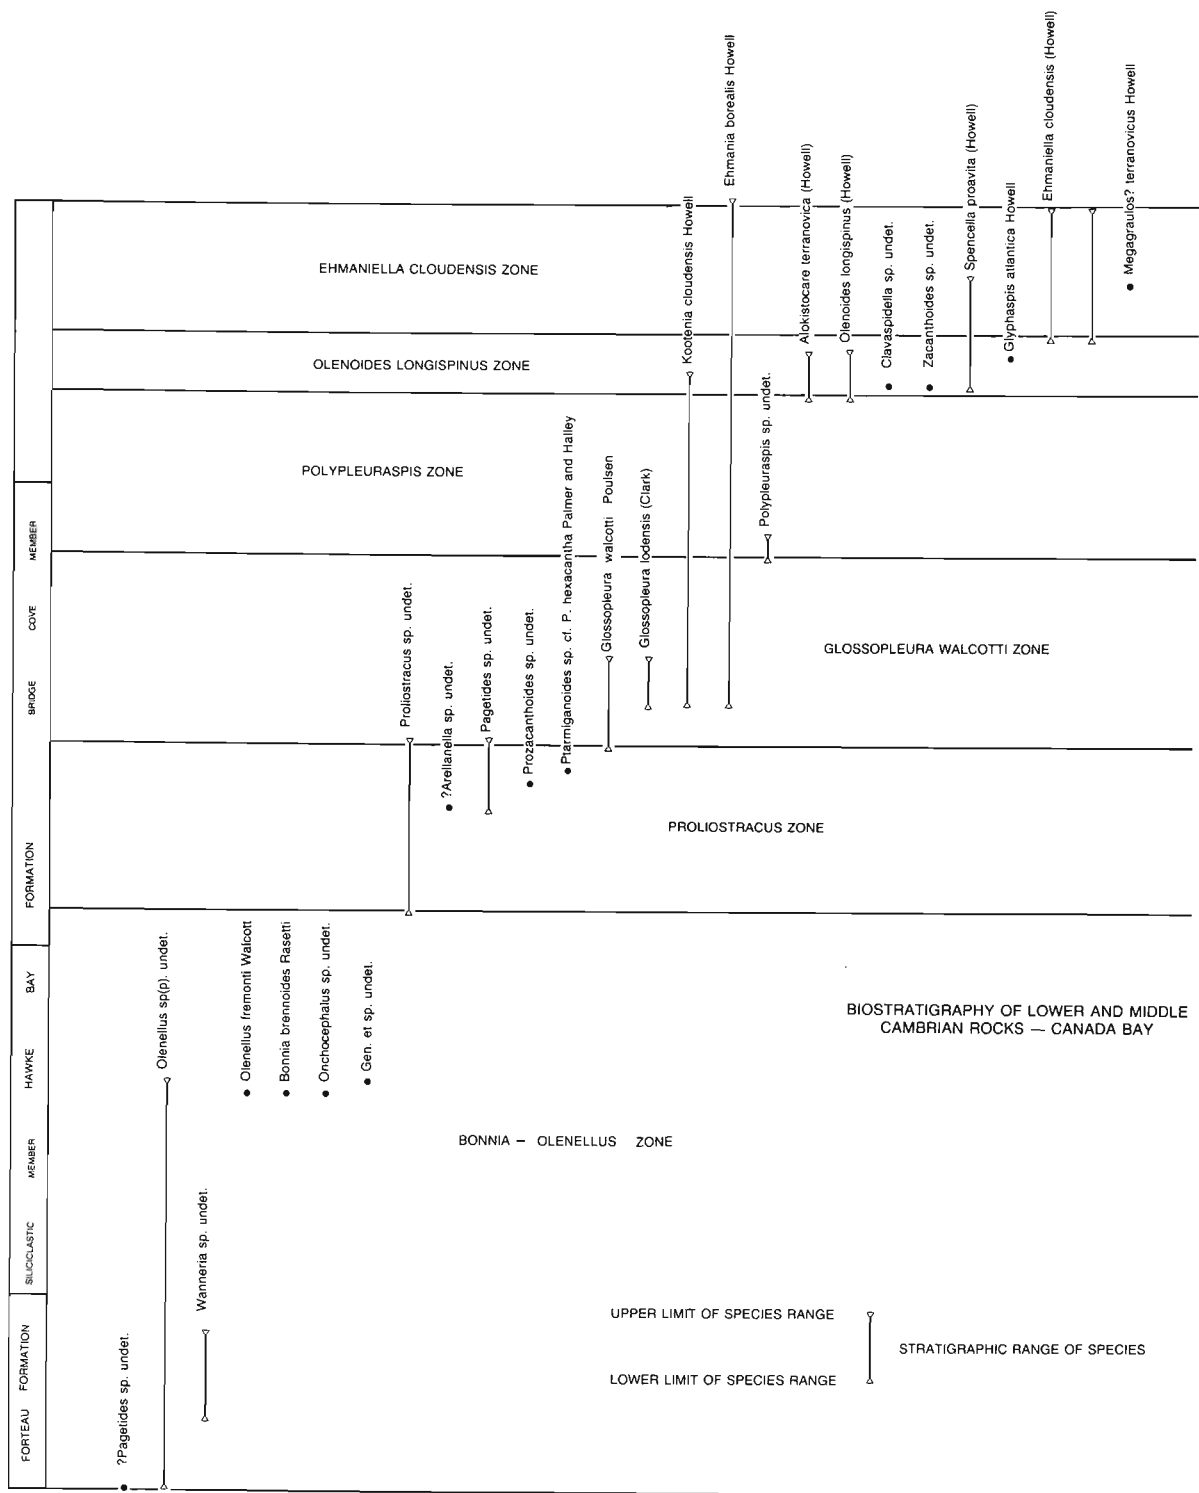 EHMANIELLA CLOUDENSIS ZONE
OLENOIDES LONGISPINUS ZONE
POLYPLEURASPIS ZONE
GLOSSOPLEURA WALCOTTI ZONE
PROLIOSTRACUS ZONE
BONNIA – OLENELLUS ZONE
BIOSTRATIGRAPHY OF LOWER AND MIDDLE
CAMBRIAN ROCKS — CANADA BAY
UPPER LIMIT OF SPECIES RANGE
LOWER LIMIT OF SPECIES RANGE
STRATIGRAPHIC RANGE OF SPECIES
FORTEAU FORMATION
SILICICLASTIC MEMBER HAWKE BAY
FORMATION BRIDGE COVE MEMBER
?Pagetides sp. undet.
Olenellus sp(p). undet.
Wanneria sp. undet.
Olenellus fremonti Walcott
Bonnia brennoides Rasetti
Onchocephalus sp. undet.
Gen. et sp. undet.
Proliostracus sp. undet.
?Arellanella sp. undet.
Pagetides sp. undet.
Prozacanthoides sp. undet.
Ptarmiganoides sp. cf. P. hexacantha Palmer and Halley
Glossopleura walcotti Poulsen
Glossopleura lodensis (Clark)
Kootenia cloudensis Howell
Ehmania borealis Howell
Polypleuraspis sp. undet.
Alokistocare terranovica (Howell)
Olenoides longispinus (Howell)
Clavaspidella sp. undet.
Zacanthoides sp. undet.
Spencella proavita (Howell)
Glyphaspis atlantica Howell
Ehmaniella cloudensis (Howell)
Megagraulos? terranovicus Howell